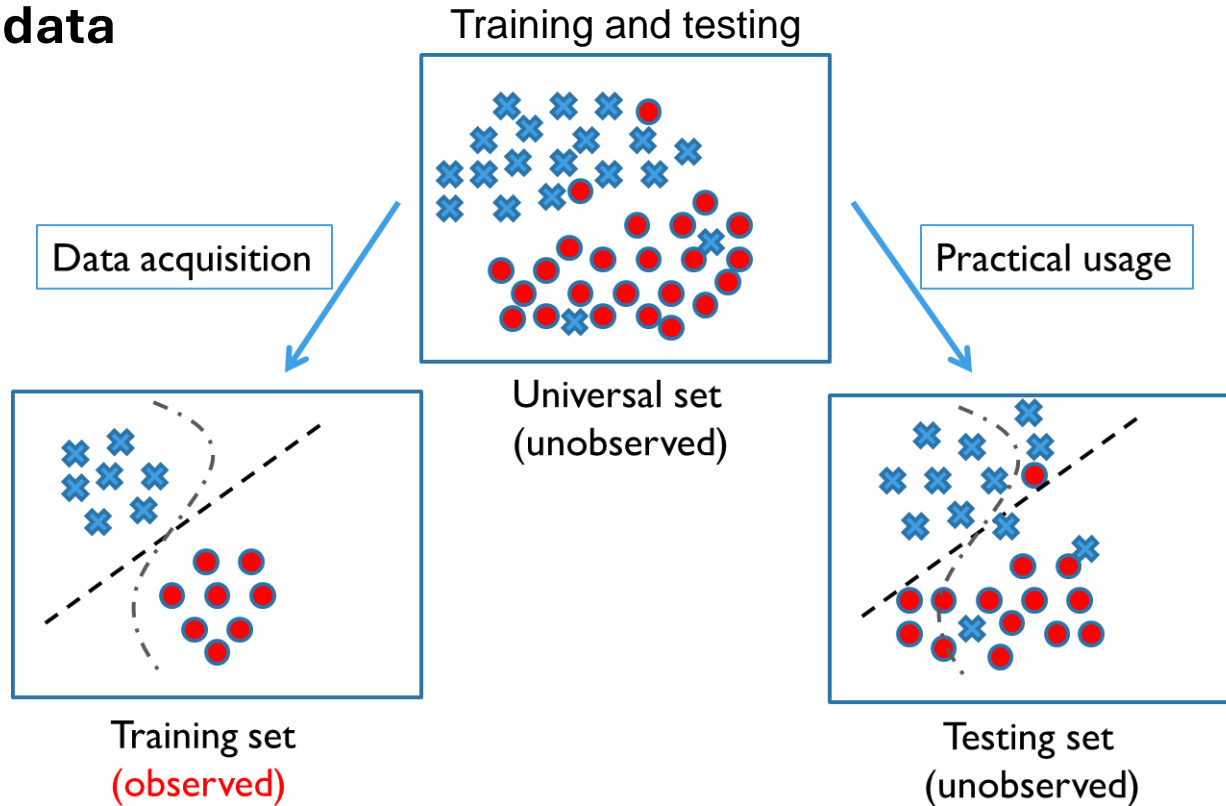 data
Training and testing
Data acquisition
Practical usage
Universal set
(unobserved)
Training set
(observed)
Testing set
(unobserved)